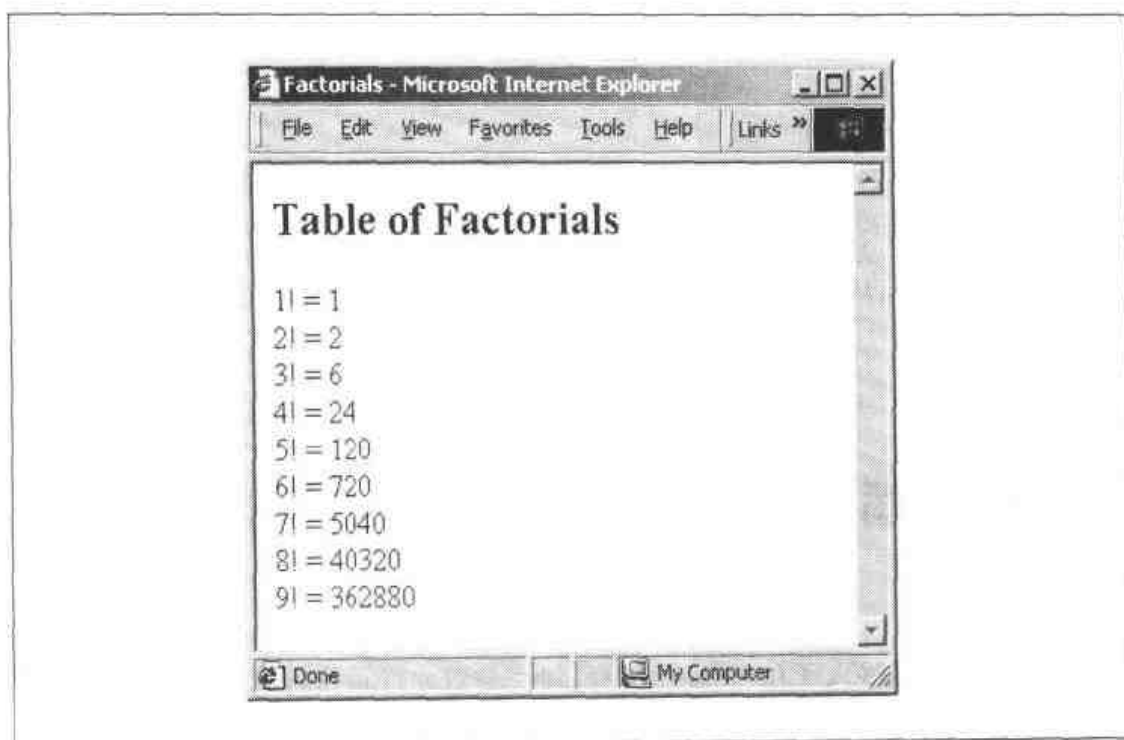 Factorials - Microsoft Internet Explorer
File Edit View Favorites Tools Help Links »
Table of Factorials
1! = 1
2! = 2
3! = 6
4! = 24
5! = 120
6! = 720
7! = 5040
8! = 40320
9! = 362880
Done My Computer